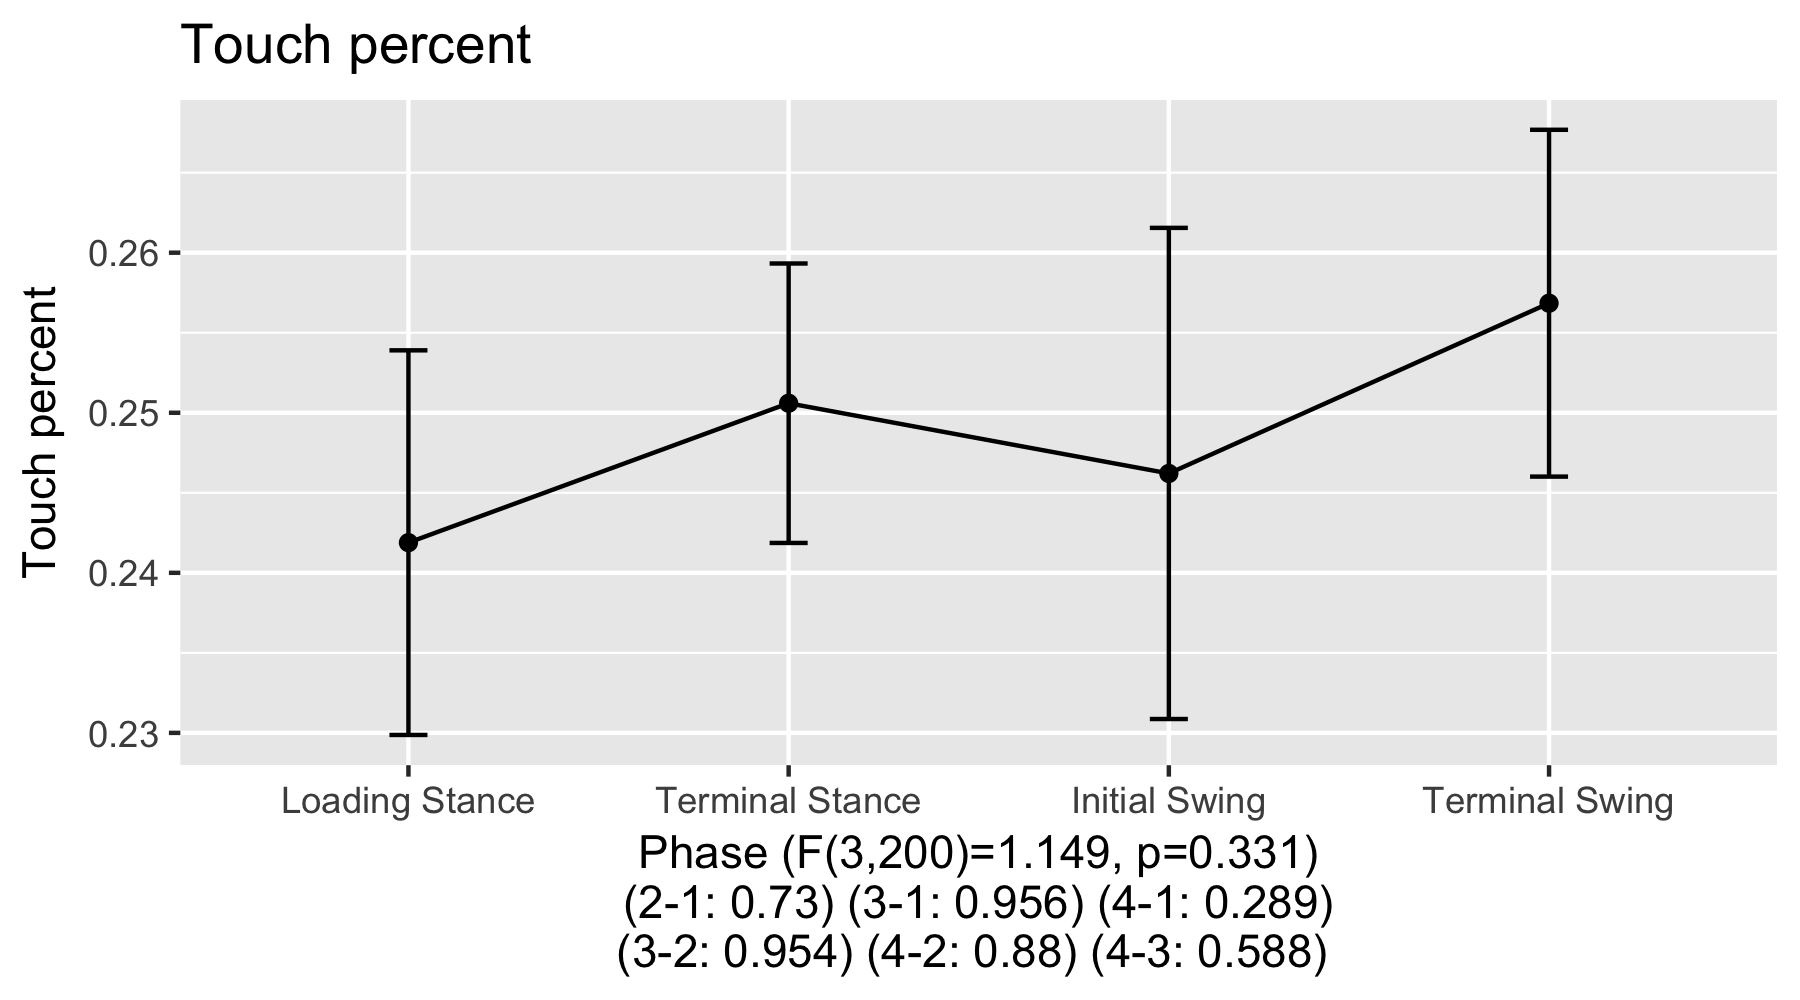 Touch percent
Touch percent
0.26
0.25
0.24
0.23
Loading Stance Terminal Stance Initial Swing Terminal Swing
Phase (F(3,200)=1.149, p=0.331)
(2-1: 0.73) (3-1: 0.956) (4-1: 0.289)
(3-2: 0.954) (4-2: 0.88) (4-3: 0.588)